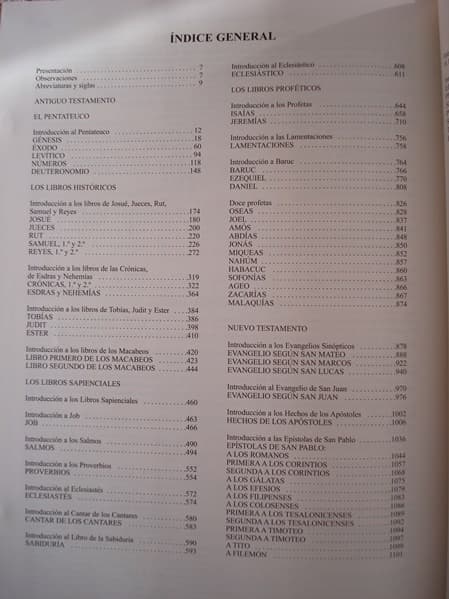 ÍNDICE GENERAL
Presentación 7
Observaciones 7
Abreviaturas y siglas 9
ANTIGUO TESTAMENTO
EL PENTATEUCO
Introducción al Pentateuco 12
GÉNESIS 18
ÉXODO 60
LEVÍTICO 94
NÚMEROS 118
DEUTERONOMIO 148
LOS LIBROS HISTÓRICOS
Introducción a los libros de Josué, Jueces, Rut,
Samuel y Reyes 174
JOSUÉ 180
JUECES 200
RUT 220
SAMUEL, 1.º y 2.º 226
REYES, 1.º y 2.º 272
Introducción a los libros de las Crónicas,
de Esdras y Nehemías 319
CRÓNICAS, 1.º y 2.º 322
ESDRAS Y NEHEMÍAS 364
Introducción a los libros de Tobías, Judit y Ester 384
TOBÍAS 386
JUDIT 398
ESTER 410
Introducción a los libros de los Macabeos 420
LIBRO PRIMERO DE LOS MACABEOS 423
LIBRO SEGUNDO DE LOS MACABEOS 444
LOS LIBROS SAPIENCIALES
Introducción a los Libros Sapienciales 460
Introducción a Job 463
JOB 466
Introducción a los Salmos 490
SALMOS 494
Introducción a los Proverbios 552
PROVERBIOS 554
Introducción al Eclesiastés 572
ECLESIASTÉS 574
Introducción al Cantar de los Cantares 580
CANTAR DE LOS CANTARES 583
Introducción al Libro de la Sabiduría 590
SABIDURÍA 593
Introducción al Eclesiástico 608
ECLESIÁSTICO 611
LOS LIBROS PROFÉTICOS
Introducción a los Profetas 644
ISAÍAS 658
JEREMÍAS 710
Introducción a las Lamentaciones 756
LAMENTACIONES 758
Introducción a Baruc 764
BARUC 766
EZEQUIEL 770
DANIEL 808
Doce profetas 826
OSEAS 828
JOEL 837
AMÓS 841
ABDÍAS 848
JONÁS 850
MIQUEAS 852
NAHÚM 857
HABACUC 860
SOFONÍAS 863
AGEO 866
ZACARÍAS 867
MALAQUÍAS 874
NUEVO TESTAMENTO
Introducción a los Evangelios Sinópticos 878
EVANGELIO SEGÚN SAN MATEO 888
EVANGELIO SEGÚN SAN MARCOS 922
EVANGELIO SEGÚN SAN LUCAS 940
Introducción al Evangelio de San Juan 970
EVANGELIO SEGÚN SAN JUAN 976
Introducción a los Hechos de los Apóstoles 1002
HECHOS DE LOS APÓSTOLES 1006
Introducción a las Epístolas de San Pablo 1036
EPÍSTOLAS DE SAN PABLO:
A LOS ROMANOS 1044
PRIMERA A LOS CORINTIOS 1057
SEGUNDA A LOS CORINTIOS 1068
A LOS GÁLATAS 1075
A LOS EFESIOS 1079
A LOS FILIPENSES 1083
A LOS COLOSENSES 1086
PRIMERA A LOS TESALONICENSES 1089
SEGUNDA A LOS TESALONICENSES 1092
PRIMERA A TIMOTEO 1094
SEGUNDA A TIMOTEO 1097
A TITO
A FILEMÓN 1101